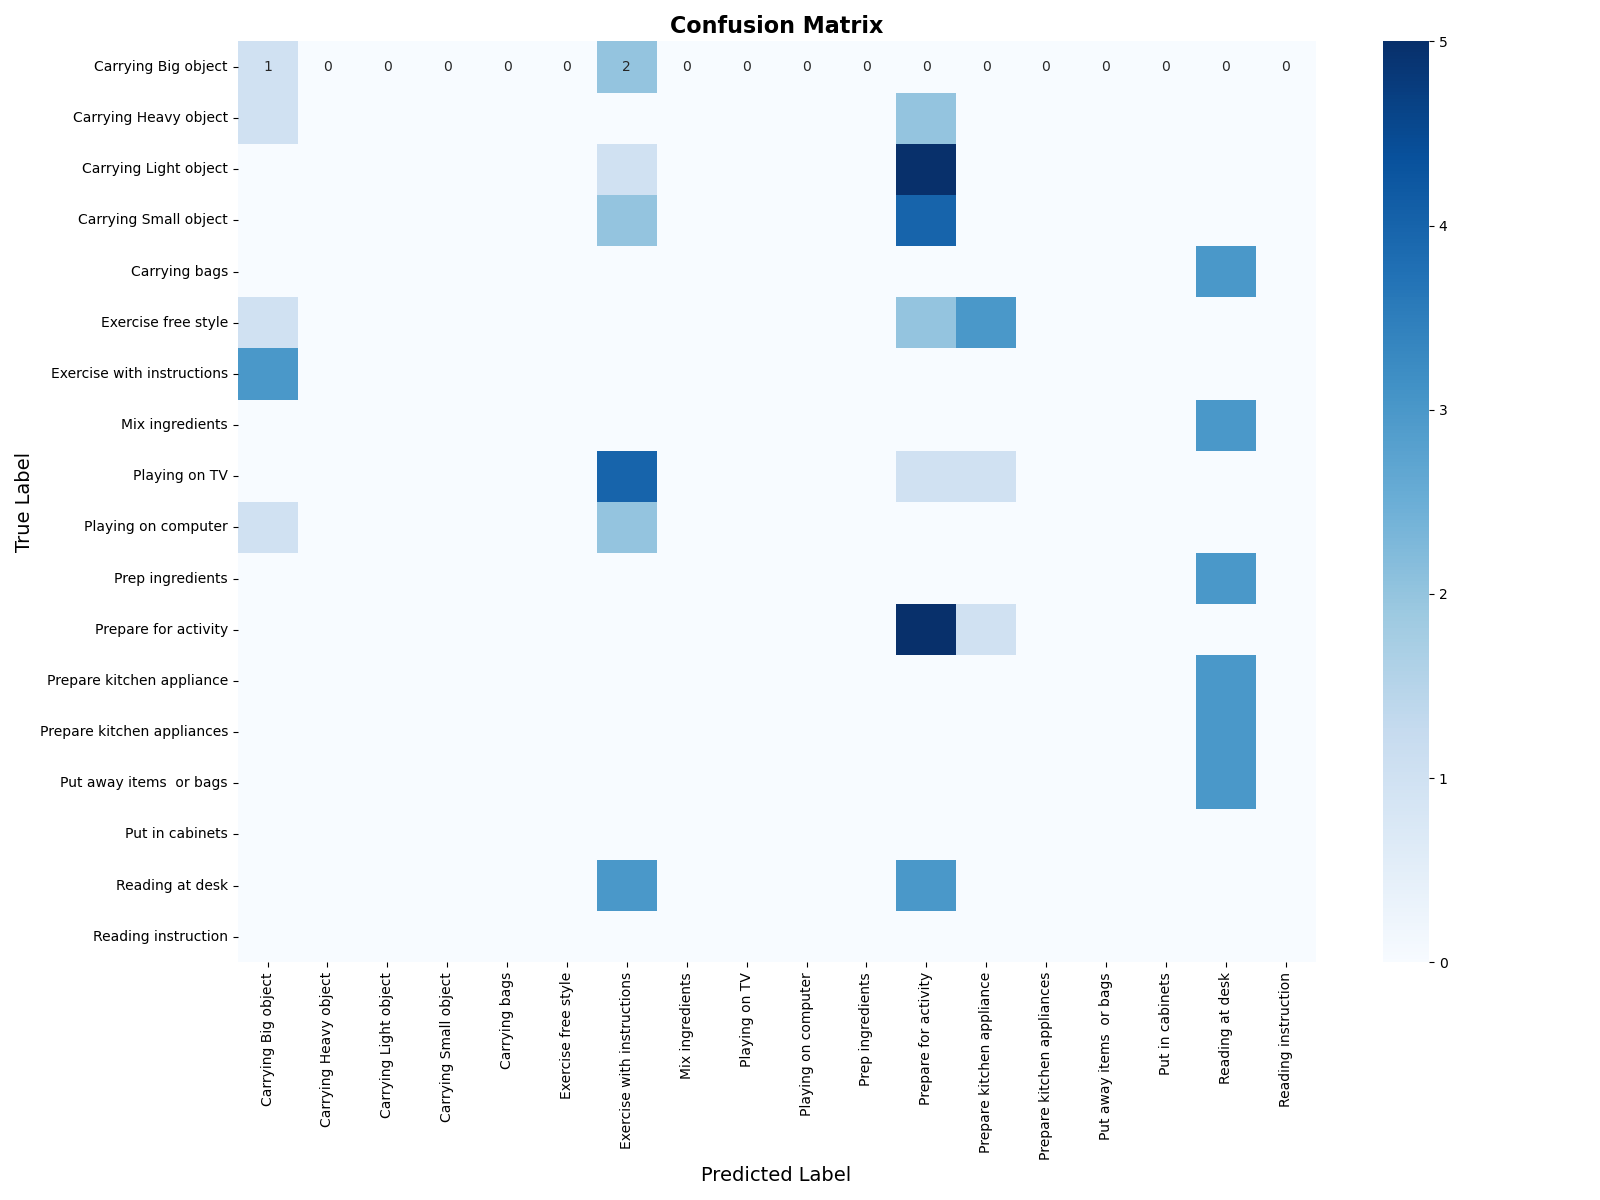 Confusion Matrix
Carrying Big object
1 0 0 0 0 0 2 0 0 0 0 0 0 0 0 0 0 0
Carrying Heavy object
Carrying Light object
Carrying Small object
Carrying bags
Exercise free style
Exercise with instructions
Mix ingredients
Playing on TV
Playing on computer
Prep ingredients
Prepare for activity
Prepare kitchen appliance
Prepare kitchen appliances
Put away items  or bags
Put in cabinets
Reading at desk
Reading instruction
True Label
Carrying Big object
Carrying Heavy object
Carrying Light object
Carrying Small object
Carrying bags
Exercise free style
Exercise with instructions
Mix ingredients
Playing on TV
Playing on computer
Prep ingredients
Prepare for activity
Prepare kitchen appliance
Prepare kitchen appliances
Put away items  or bags
Put in cabinets
Reading at desk
Reading instruction
Predicted Label
5
4
3
2
1
0